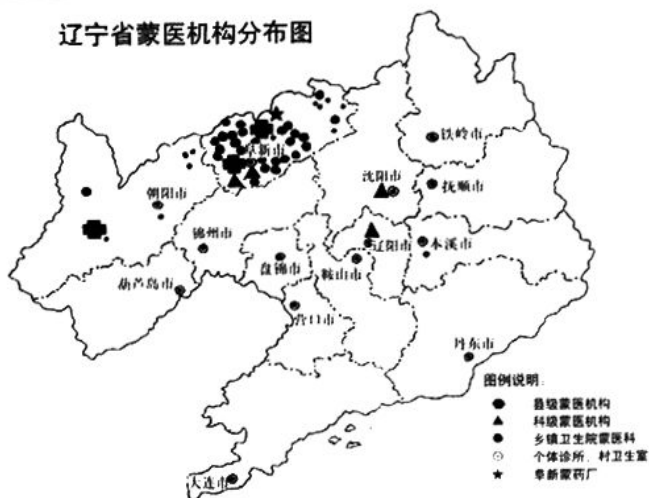 辽宁省蒙医机构分布图
铁岭市
阜新市
沈阳市
抚顺市
朝阳市
锦州市
辽阳市
本溪市
盘锦市
鞍山市
葫芦岛市
营口市
丹东市
大连市
图例说明:
县级蒙医机构
科级蒙医机构
乡镇卫生院蒙医科
个体诊所、村卫生室
阜新蒙药厂